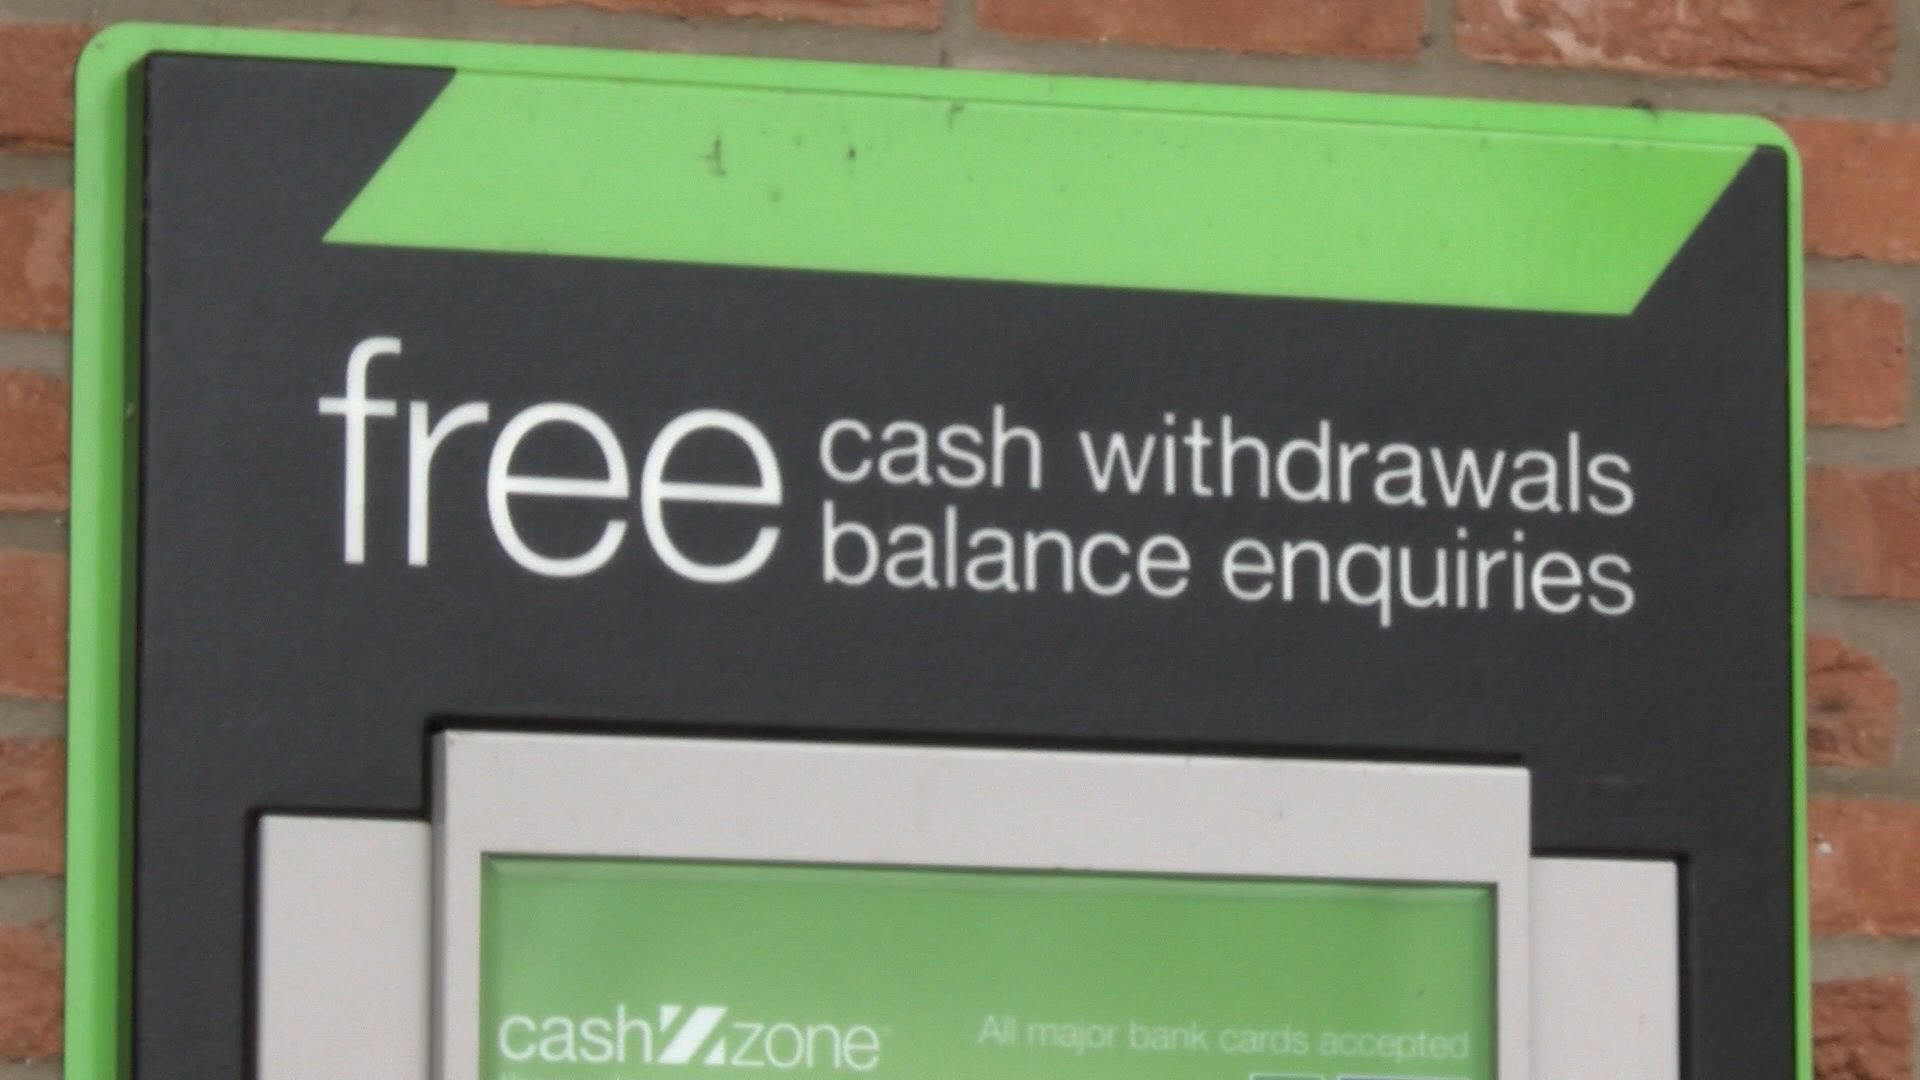 free cash withdrawals
balance enquiries
cashzone
All major bank cards accepted